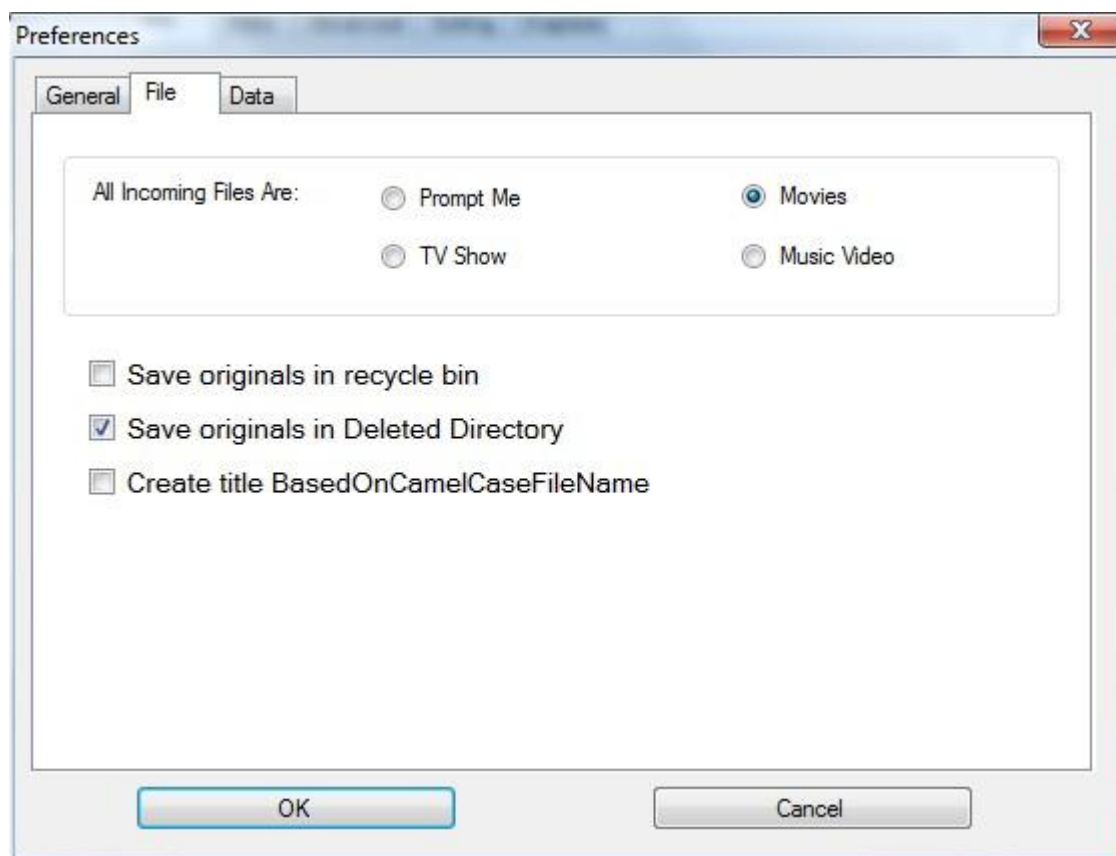 Preferences
General File Data
All Incoming Files Are: Prompt Me Movies
TV Show Music Video
Save originals in recycle bin
Save originals in Deleted Directory
Create title BasedOnCamelCaseFileName
OK Cancel